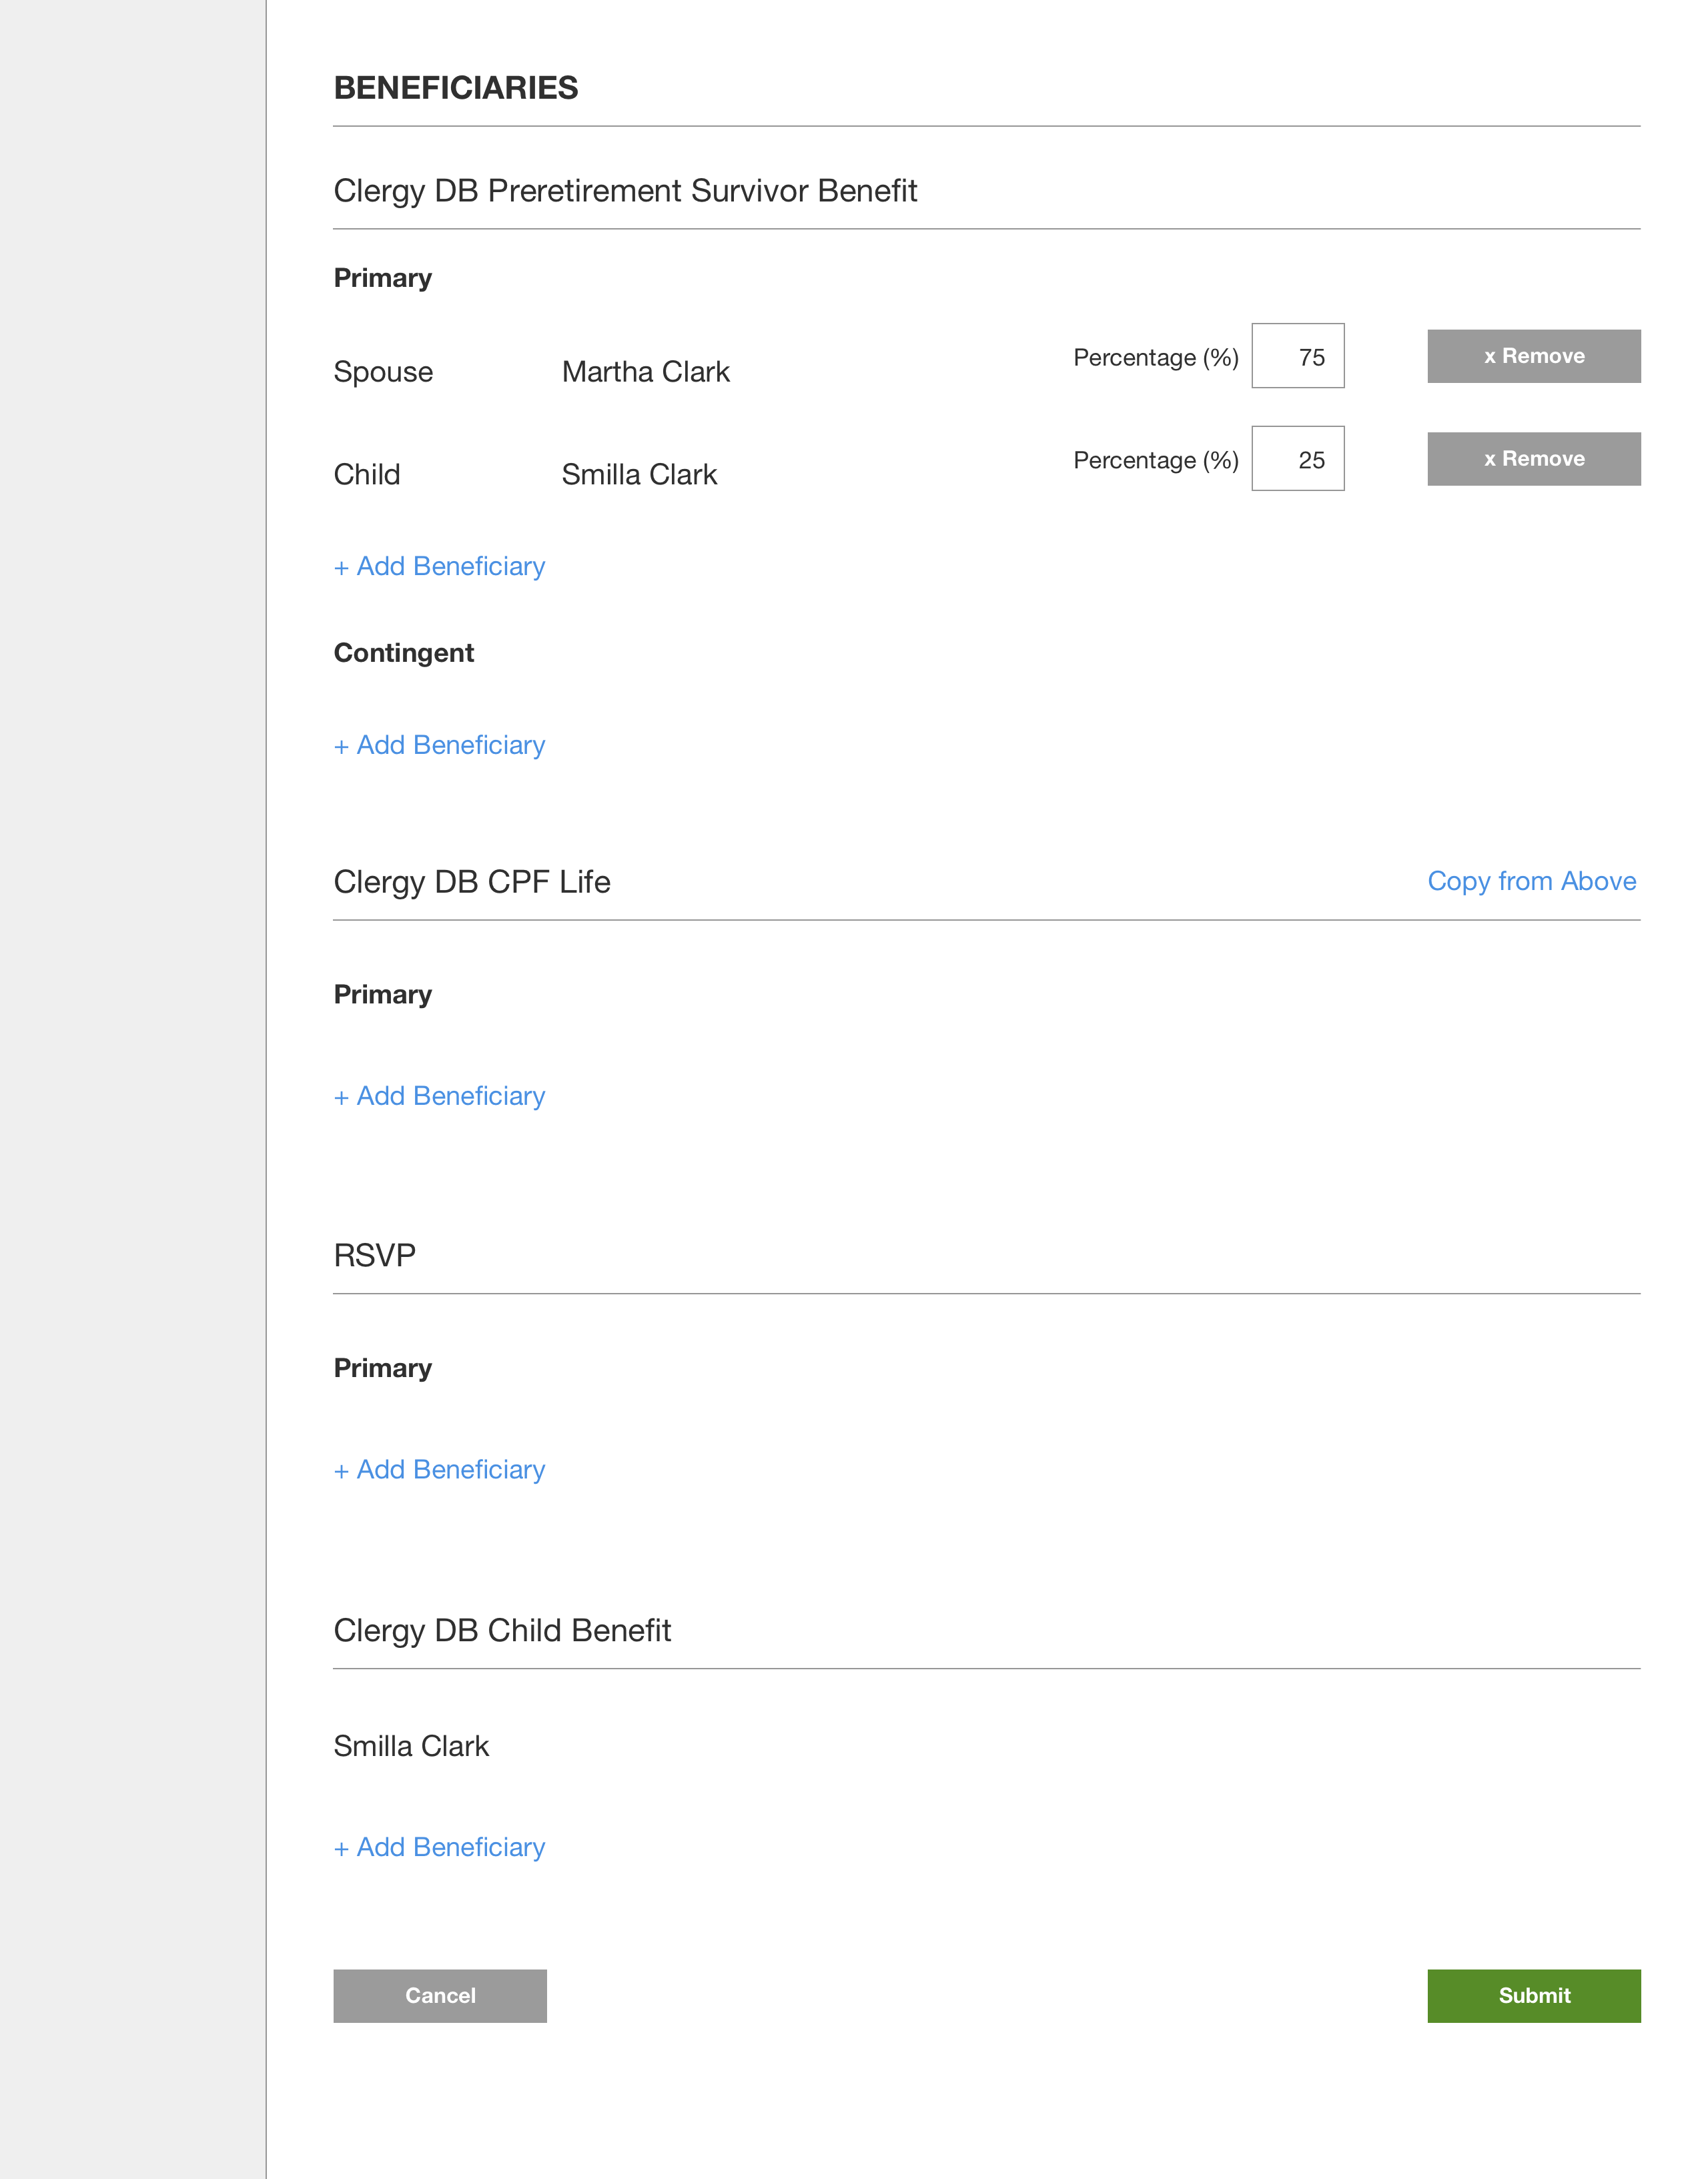 BENEFICIARIES
Clergy DB Preretirement Survivor Benefit
Primary
Spouse Martha Clark Percentage (%) 75 x Remove
Child Smilla Clark Percentage (%) 25 x Remove
+ Add Beneficiary
Contingent
+ Add Beneficiary
Clergy DB CPF Life Copy from Above
Primary
+ Add Beneficiary
RSVP
Primary
+ Add Beneficiary
Clergy DB Child Benefit
Smilla Clark
+ Add Beneficiary
Cancel Submit